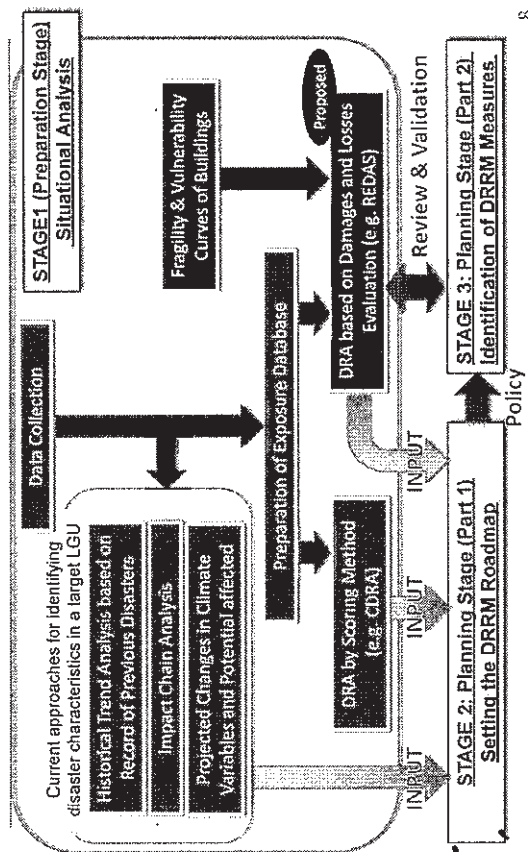 STAGE1 (Preparation Stage)
Situational Analysis
Data Collection
Current approaches for identifying
disaster characteristics in a target LGU
Historical Trend Analysis based on
Record of Previous Disasters
Impact Chain Analysis
Projected Changes in Climate
Variables and Potential affected
Fragility & Vulnerability
Curves of Buildings
Preparation of Exposure Database
Proposed
DRA by Scoring Method
(e.g. CDRA)
DRA based on Damages and Losses
Evaluation (e.g. REDAS)
INPUT
INPUT
INPUT
Review & Validation
STAGE 2: Planning Stage (Part 1)
Setting the DRRM Roadmap
Policy
STAGE 3: Planning Stage (Part 2)
Identification of DRRM Measures
8